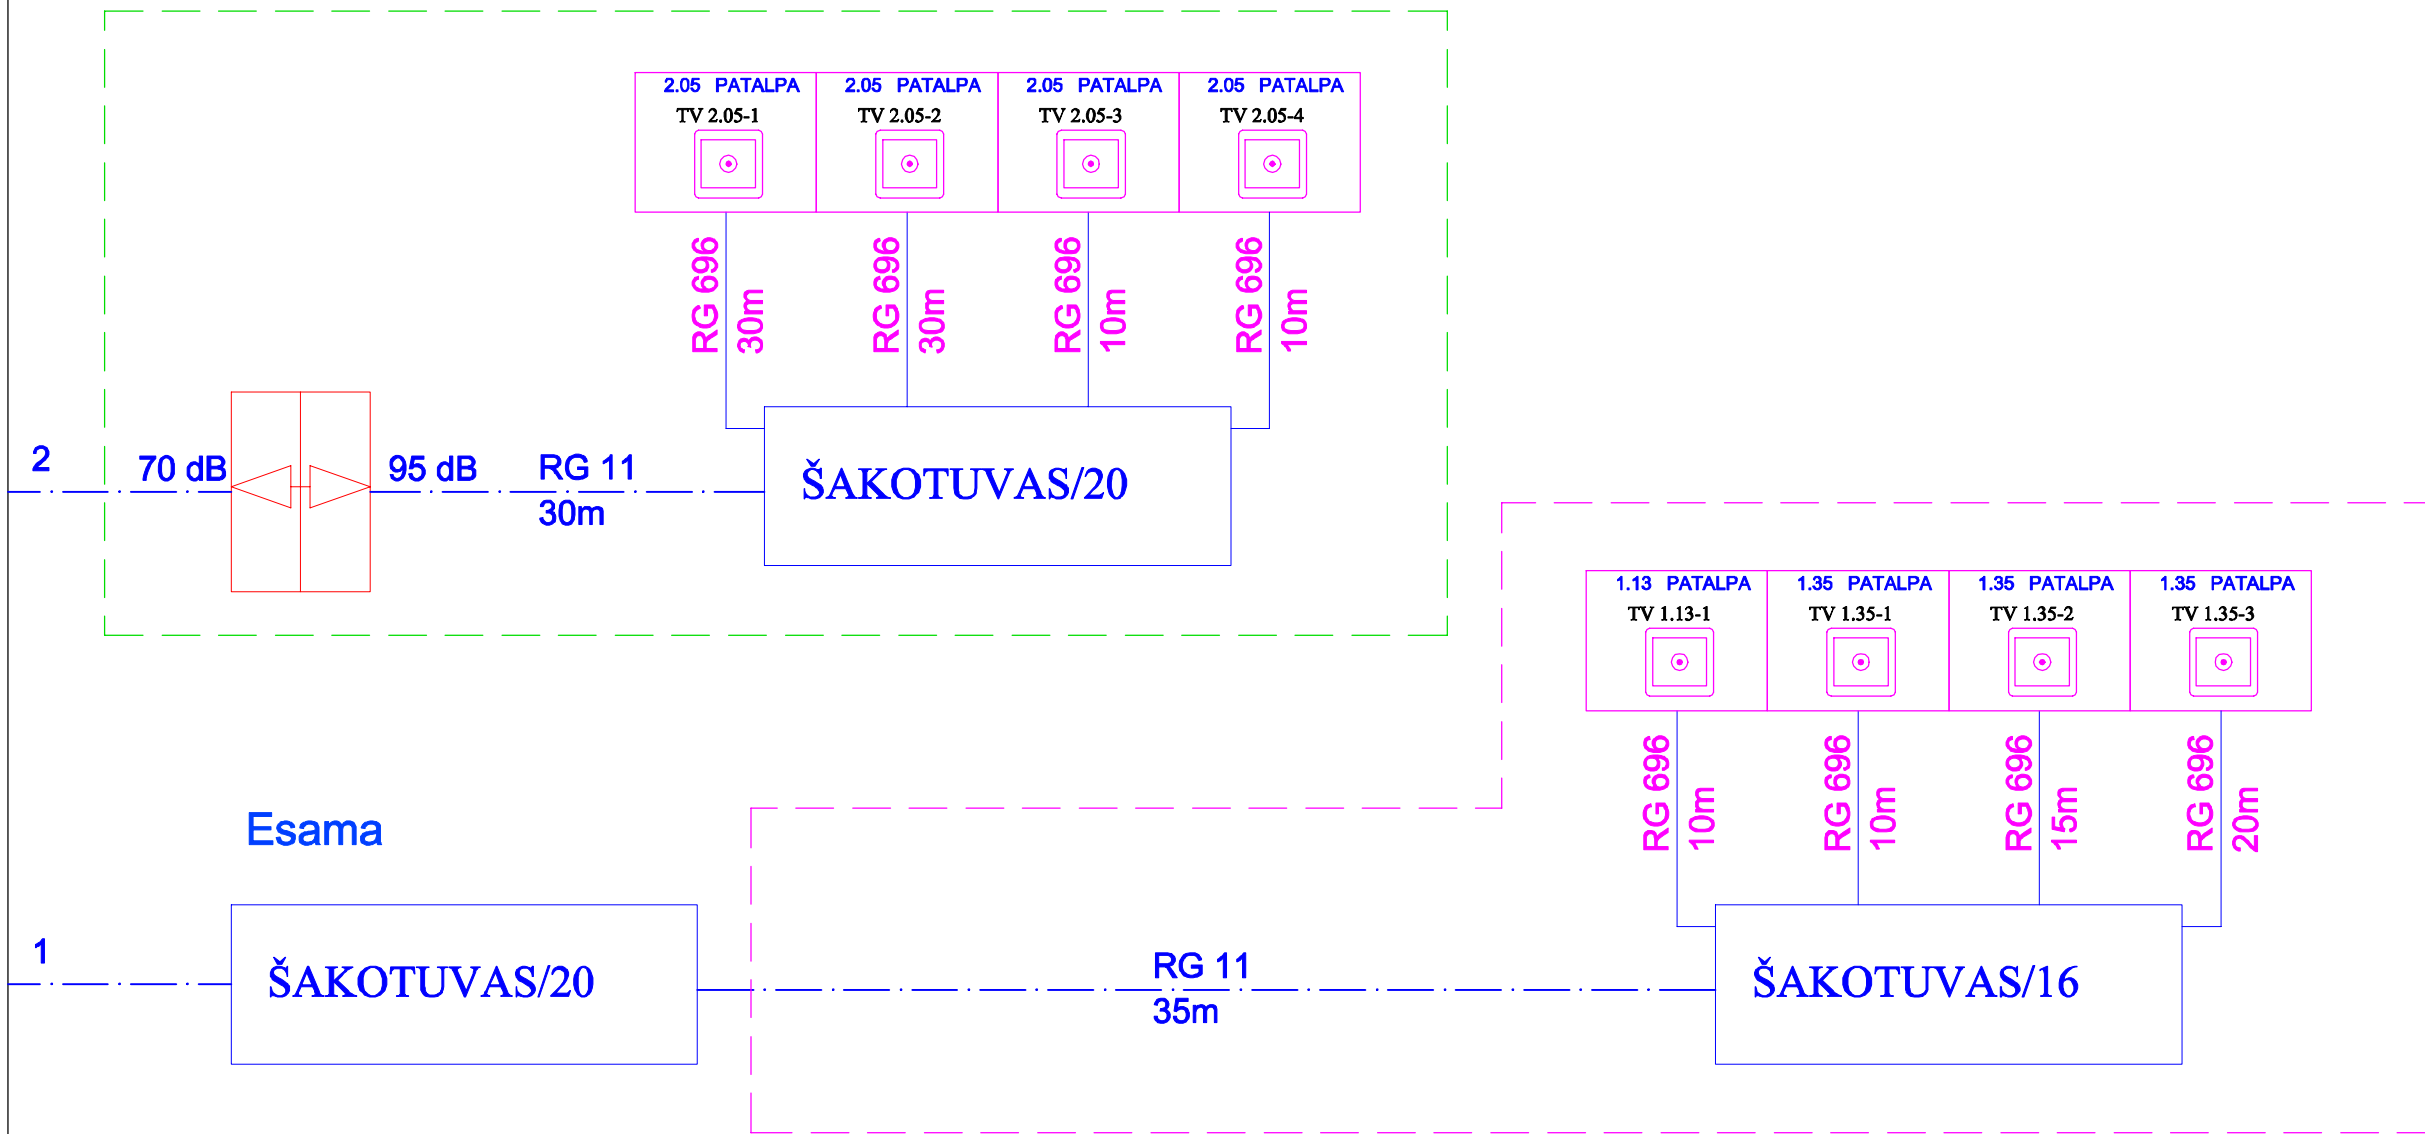 2.05 PATALPA
TV 2.05-1
2.05 PATALPA
TV 2.05-2
2.05 PATALPA
TV 2.05-3
2.05 PATALPA
TV 2.05-4
RG 696
30m
RG 696
30m
RG 696
10m
RG 696
10m
2
70 dB
95 dB
RG 11
30m
ŠAKOTUVAS/20
1.13 PATALPA
TV 1.13-1
1.35 PATALPA
TV 1.35-1
1.35 PATALPA
TV 1.35-2
1.35 PATALPA
TV 1.35-3
RG 696
10m
RG 696
10m
RG 696
15m
RG 696
20m
Esama
1
ŠAKOTUVAS/20
RG 11
35m
ŠAKOTUVAS/16